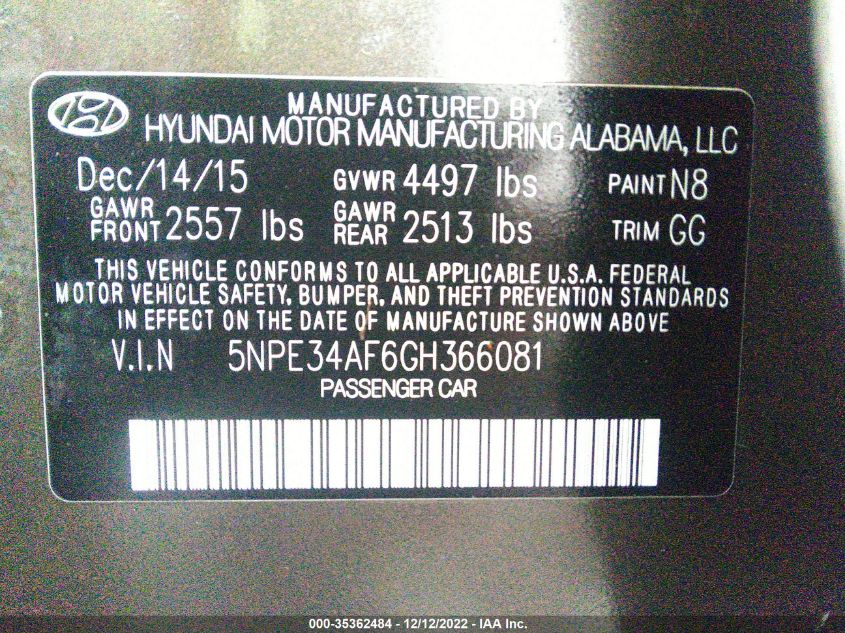 MANUFACTURED BY
HYUNDAI MOTOR MANUFACTURING ALABAMA, LLC
Dec/14/15 GVWR 4497 lbs PAINT N8
GAWR FRONT 2557 lbs GAWR REAR 2513 lbs TRIM GG
THIS VEHICLE CONFORMS TO ALL APPLICABLE U.S.A. FEDERAL
MOTOR VEHICLE SAFETY, BUMPER, AND THEFT PREVENTION STANDARDS
IN EFFECT ON THE DATE OF MANUFACTURE SHOWN ABOVE
V.I.N 5NPE34AF6GH366081
PASSENGER CAR
000-35362484 - 12/12/2022 - IAA Inc.